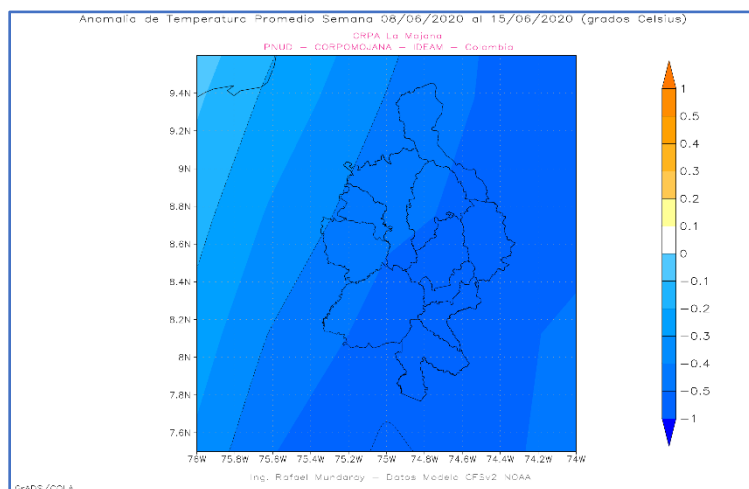 Anomalia de Temperatura Promedio Semana 08/06/2020 al 15/06/2020 (grados Celsius)
CRPA La Mojana
PNUD – CORPOMOJANA – IDEAM – Colombia
9.4N
9.2N
9N
8.8N
8.6N
8.4N
8.2N
8N
7.8N
7.6N
76W 75.8W 75.6W 75.4W 75.2W 75W 74.8W 74.6W 74.4W 74.2W 74W
1
0.5
0.4
0.3
0.2
0.1
0
-0.1
-0.2
-0.3
-0.4
-0.5
-1
Ing. Rafael Mundaray – Datos Modelo CFSv2 NOAA
GrADS/COLA